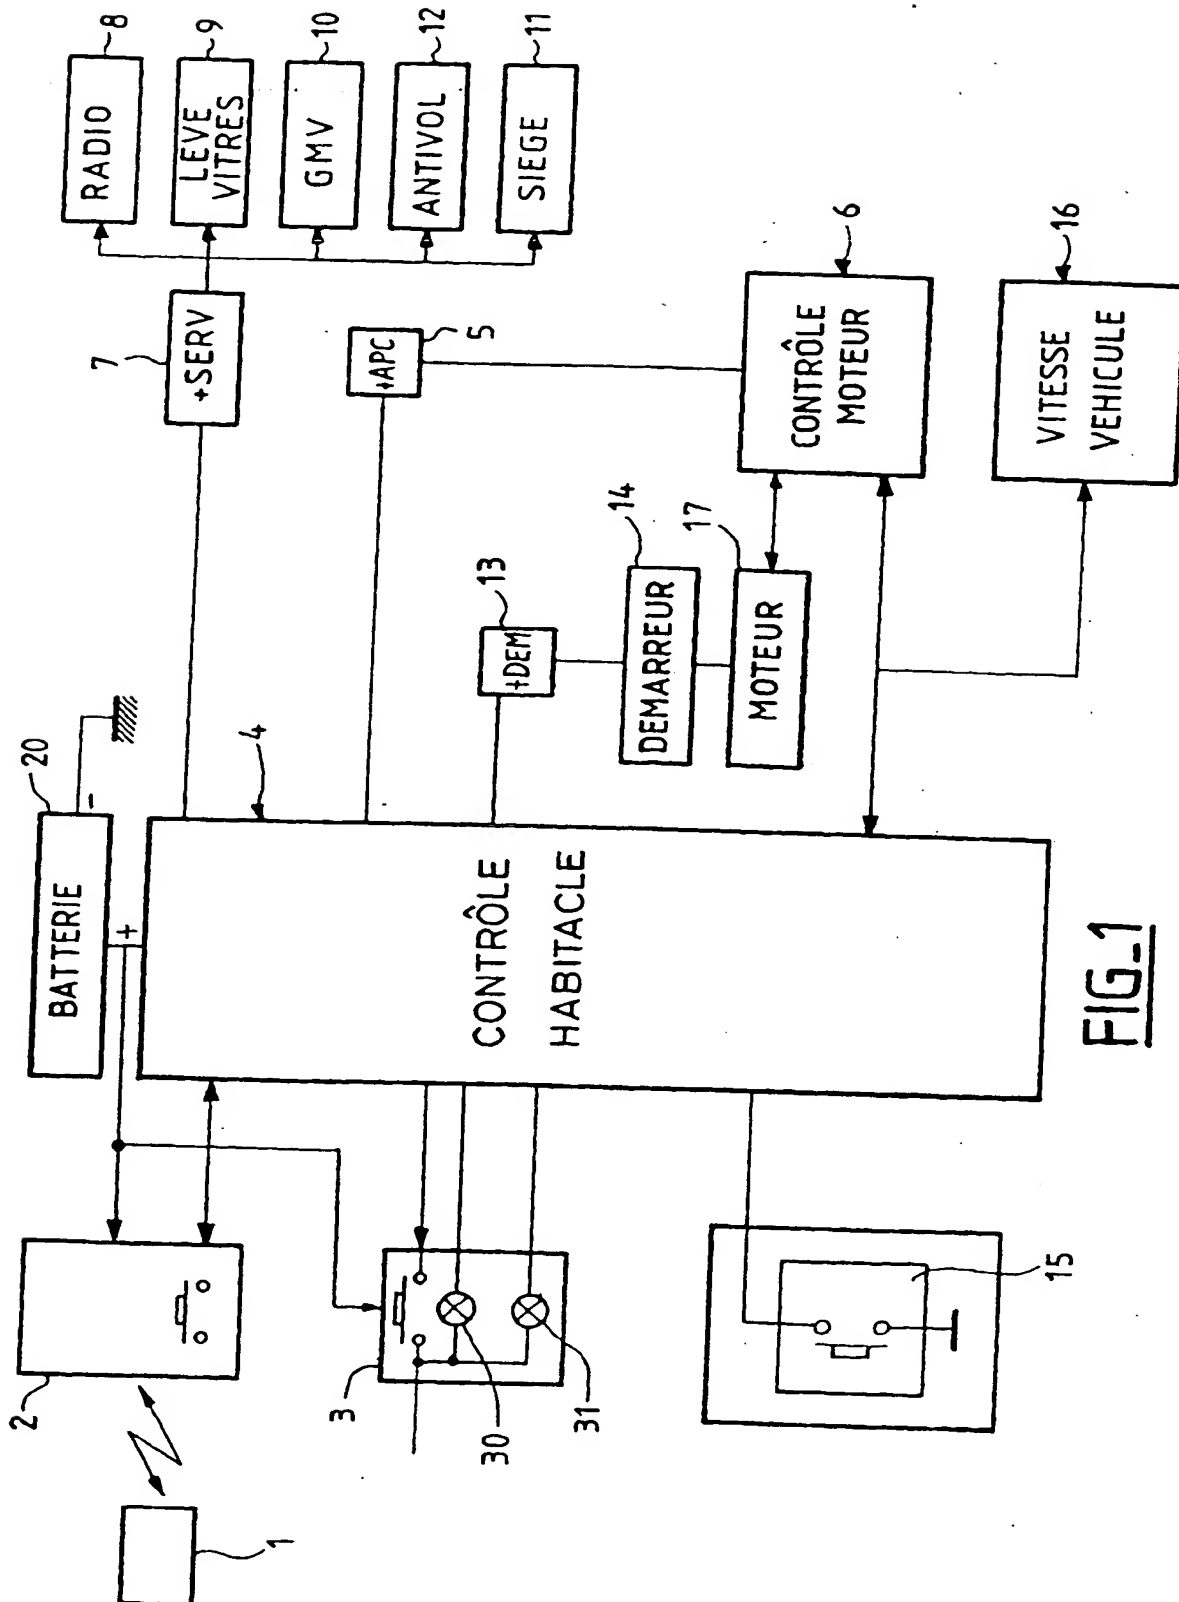 20
BATTERIE
-
+
7
+SERV
RADIO
8
LEVE
VITRES
9
GMV
10
ANTIVOL
12
SIEGE
11
2
1
4
CONTRÔLE
HABITACLE
+APC
5
+DEM
13
DEMARREUR
14
MOTEUR
17
CONTRÔLE
MOTEUR
6
VITESSE
VEHICULE
16
3
30
31
15
FIG_1